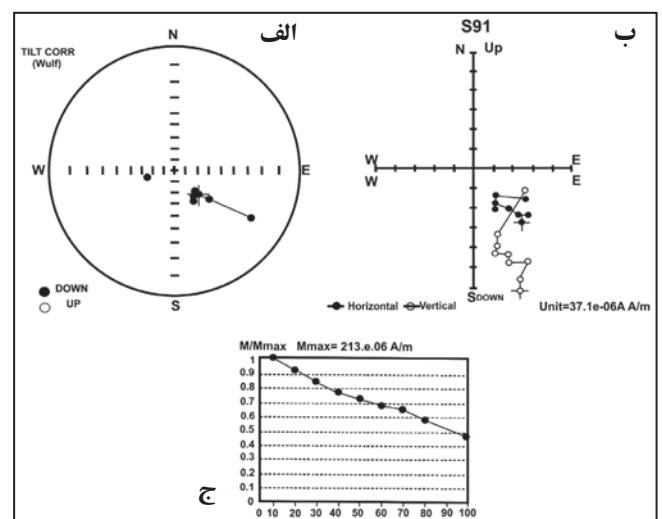 الف
N
TILT CORR
(Wulf)
W
E
S
DOWN
UP
ب
S91
N Up
W
E
W
E
S DOWN
Horizontal Vertical
Unit=37.1e-06A A/m
M/Mmax Mmax= 213.e.06 A/m
1
0.9
0.8
0.7
0.6
0.5
0.4
0.3
0.2
0.1
0
0 10 20 30 40 50 60 70 80 100
ج